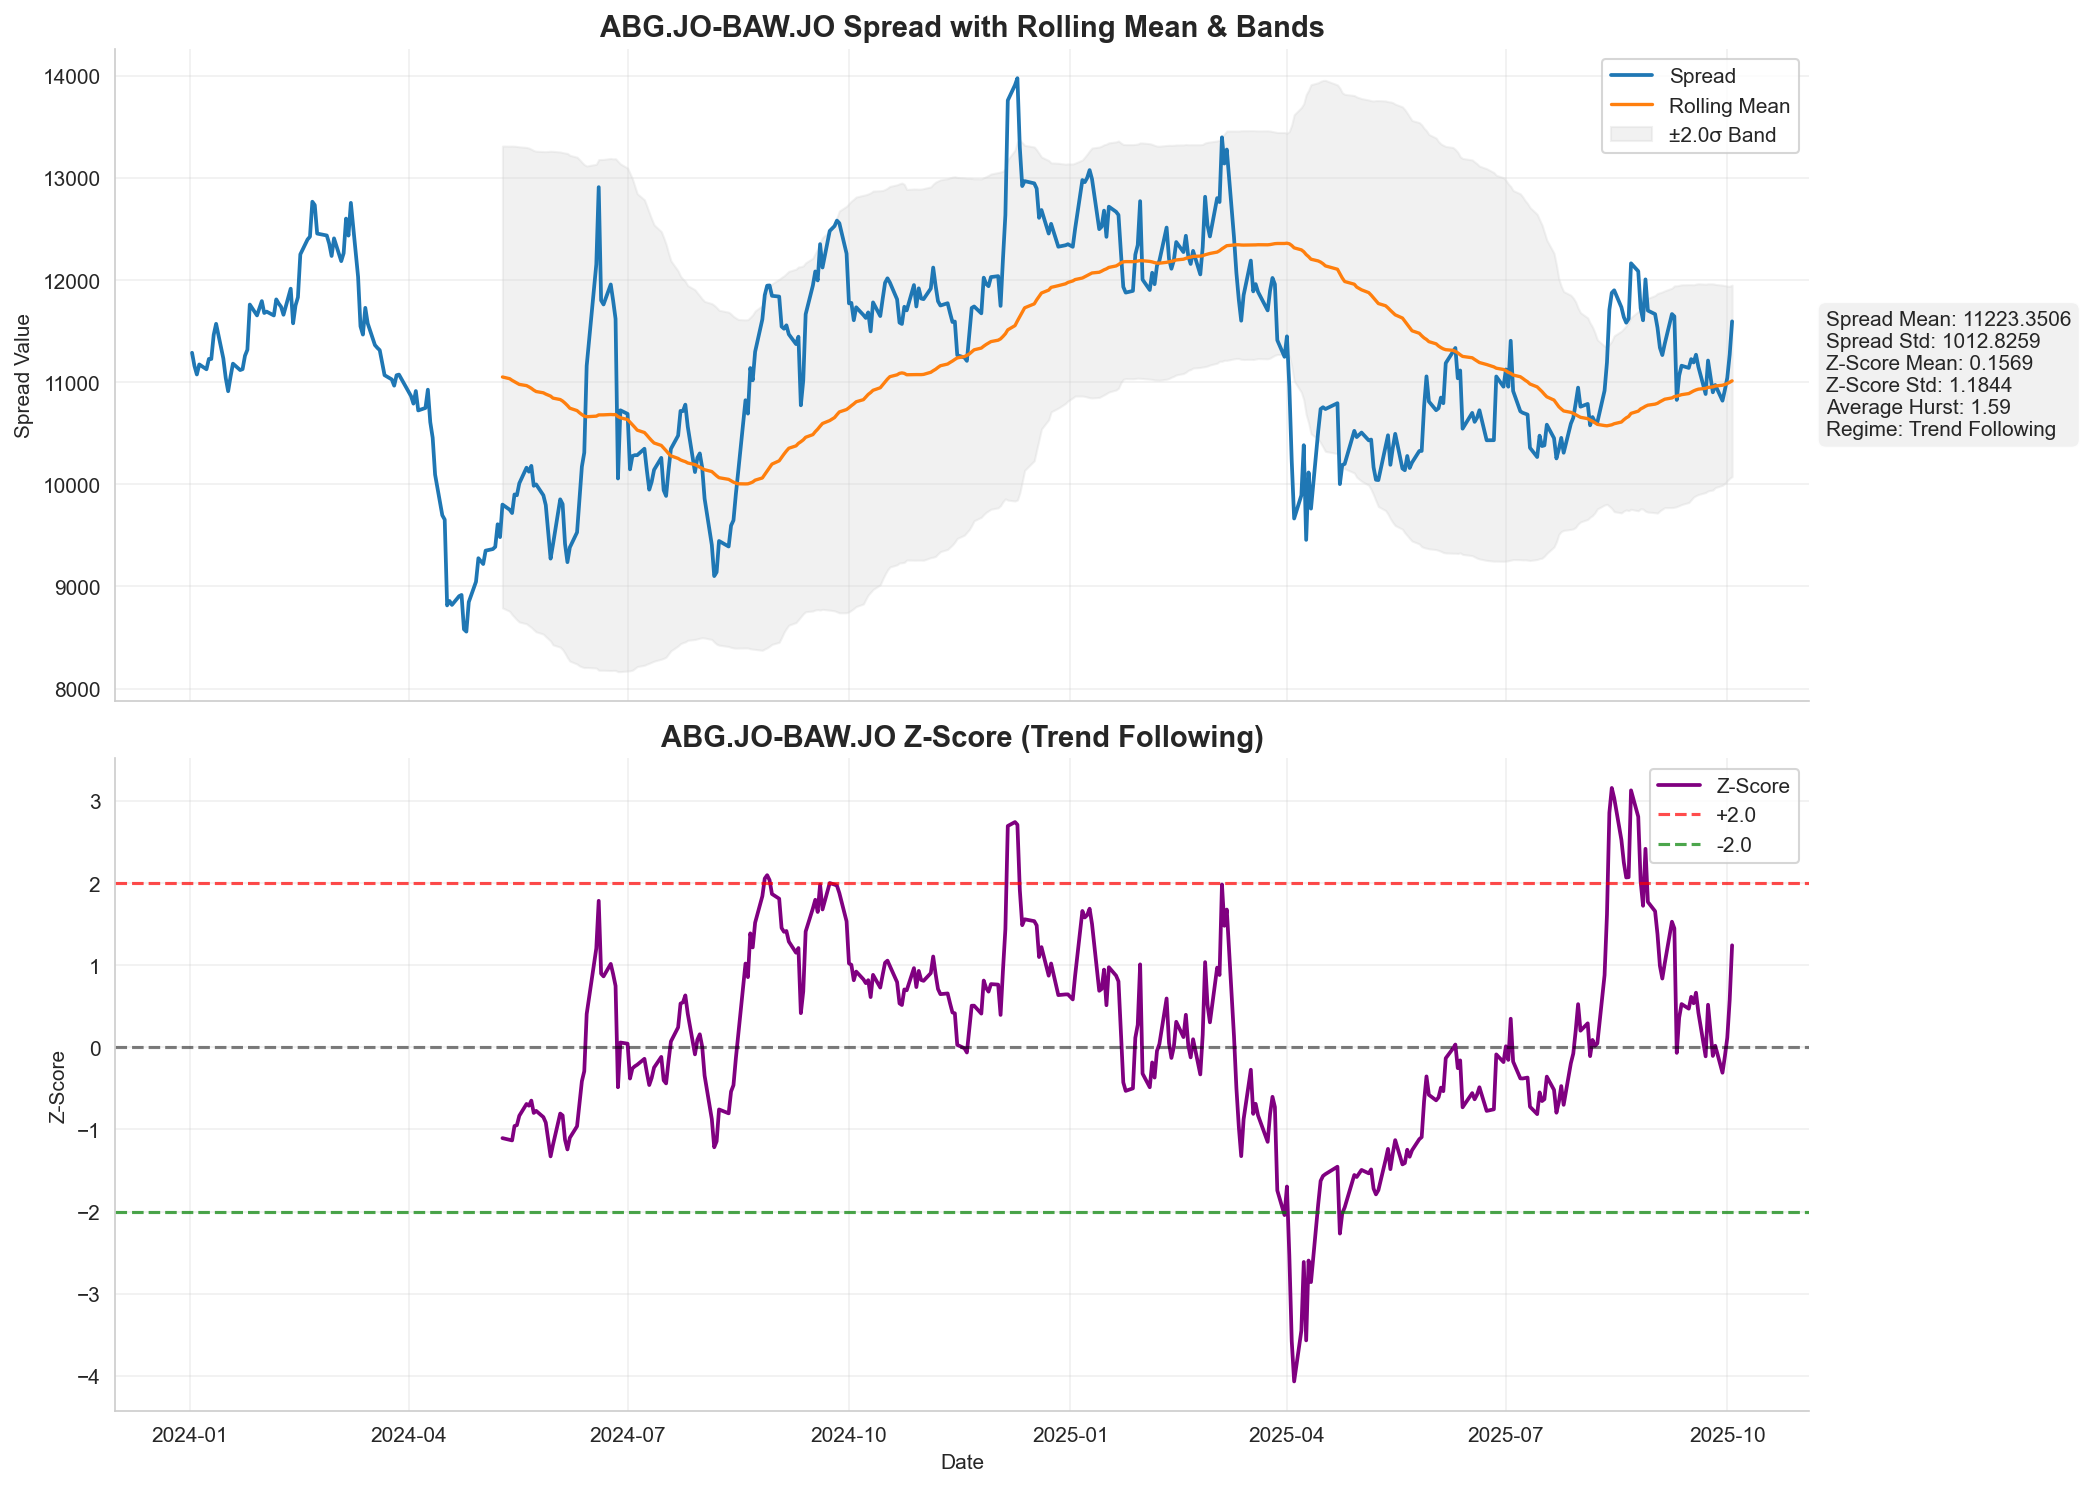 ABG.JO-BAW.JO Spread with Rolling Mean & Bands
14000
13000
12000
11000
10000
9000
8000
Spread Value
Spread
Rolling Mean
±2.0σ Band
Spread Mean: 11223.3506
Spread Std: 1012.8259
Z-Score Mean: 0.1569
Z-Score Std: 1.1844
Average Hurst: 1.59
Regime: Trend Following
ABG.JO-BAW.JO Z-Score (Trend Following)
3
2
1
0
−1
−2
−3
−4
Z-Score
Z-Score
+2.0
-2.0
2024-01
2024-04
2024-07
2024-10
2025-01
2025-04
2025-07
2025-10
Date